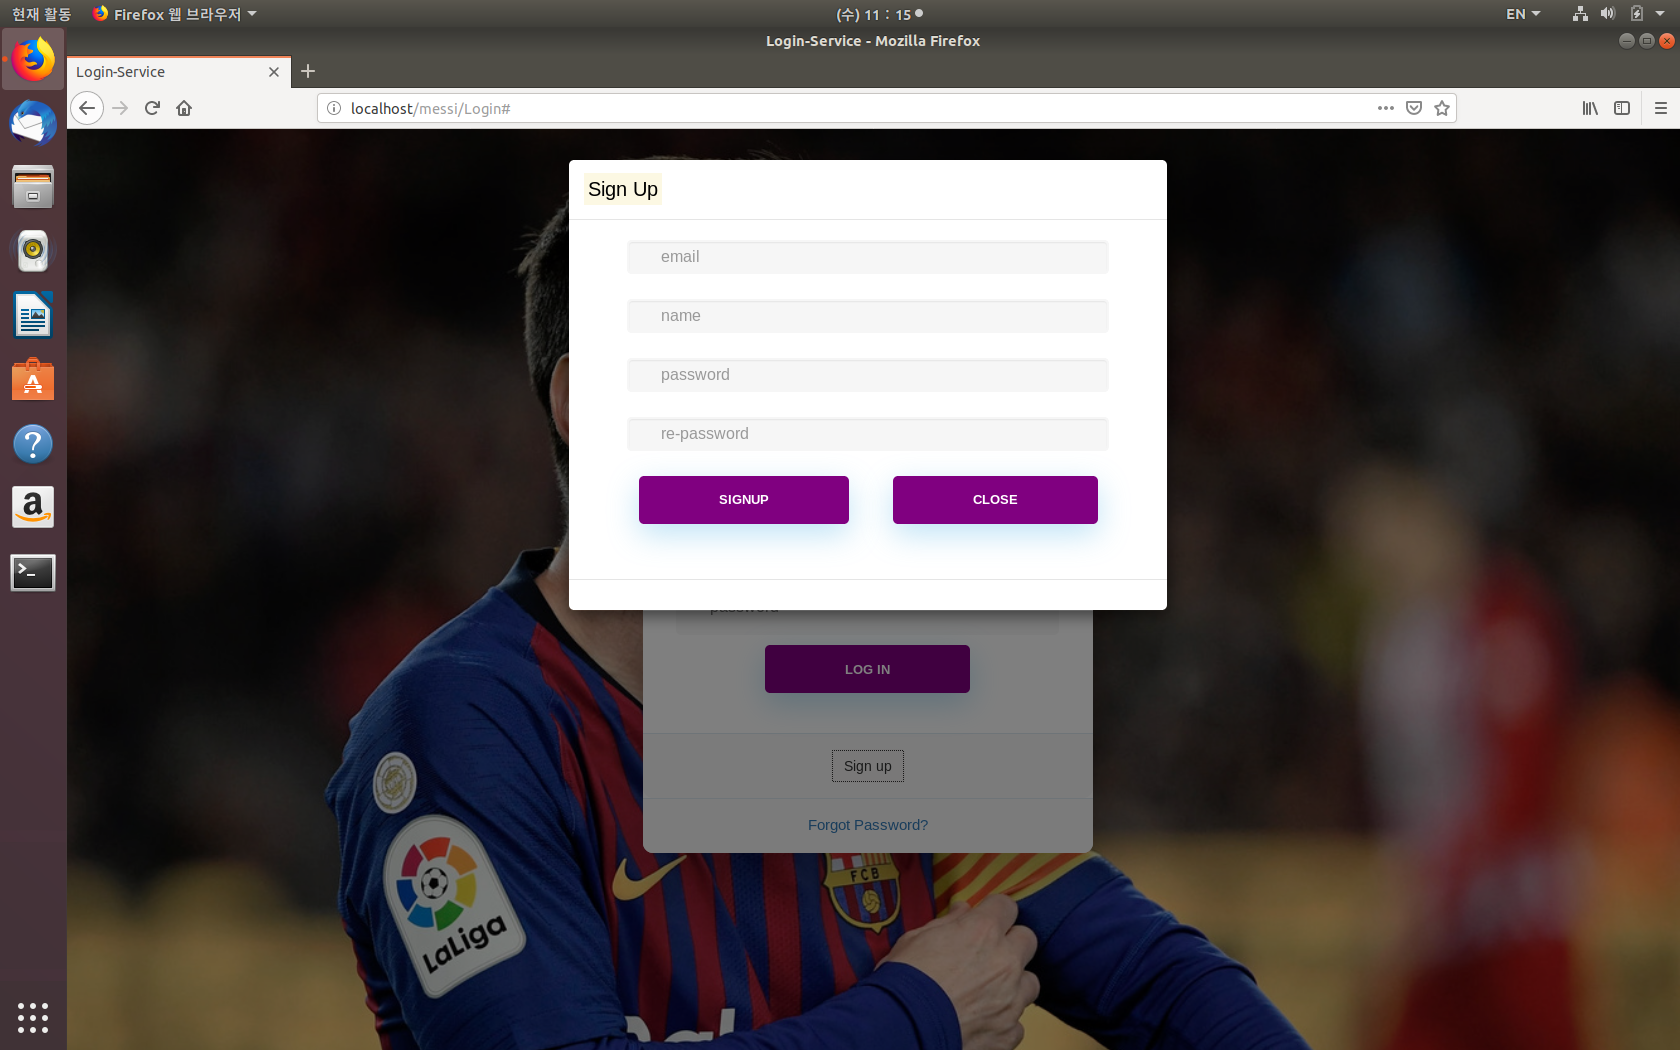 현재 활동 Firefox 웹 브라우저 (수) 11 : 15 EN
Login-Service - Mozilla Firefox
Login-Service
localhost/messi/Login#
Sign Up
email
name
password
re-password
SIGNUP CLOSE
password
LOG IN
Sign up
Forgot Password?
FCB
LaLiga